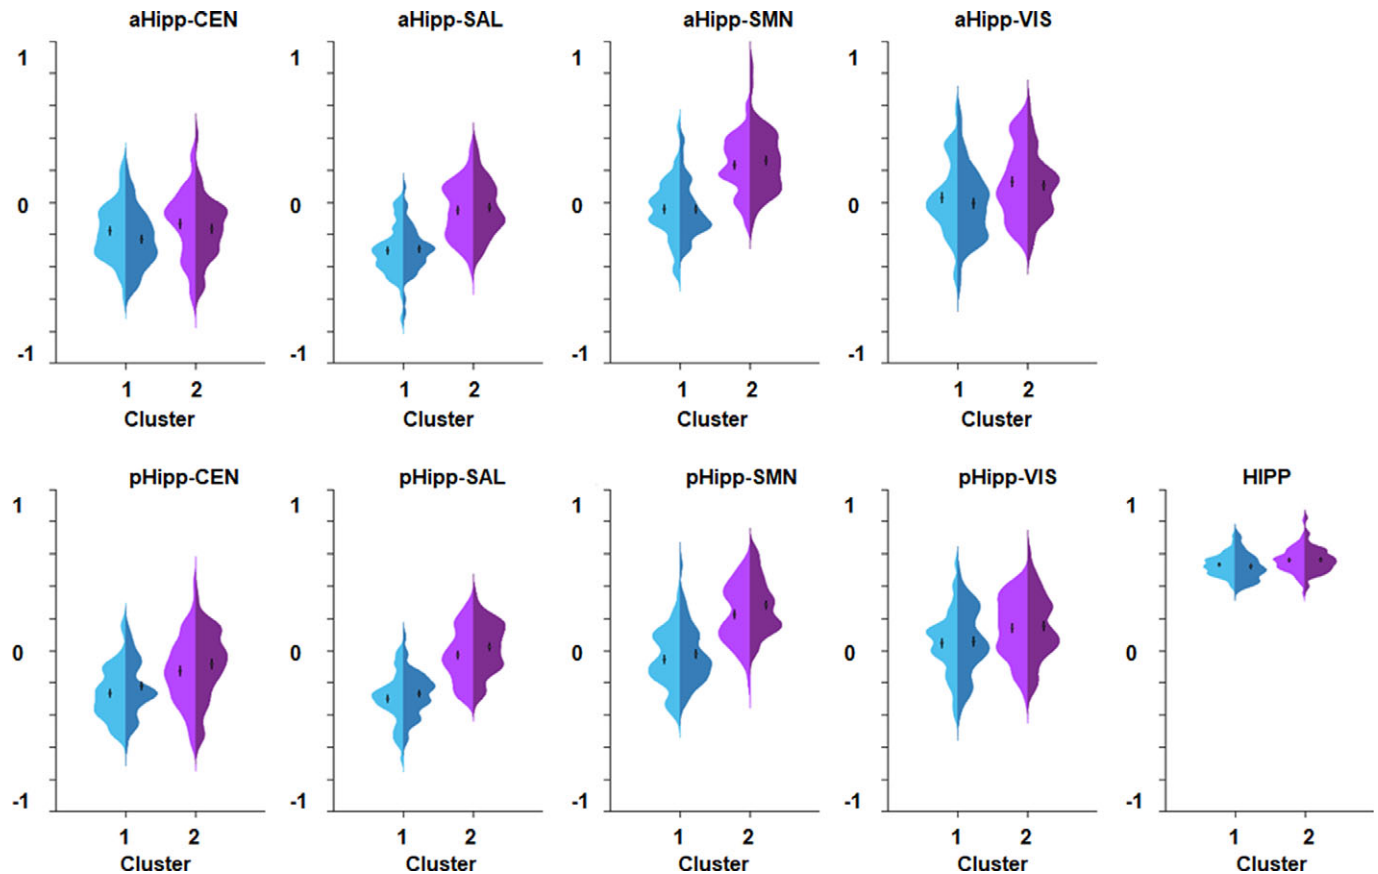 aHipp-CEN aHipp-SAL aHipp-SMN aHipp-VIS
1 1 1 1
0 0 0 0
-1 -1 -1 -1
1 2 1 2 1 2 1 2
Cluster Cluster Cluster Cluster
pHipp-CEN pHipp-SAL pHipp-SMN pHipp-VIS HIPP
1 1 1 1 1
0 0 0 0 0
-1 -1 -1 -1 -1
1 2 1 2 1 2 1 2 1 2
Cluster Cluster Cluster Cluster Cluster